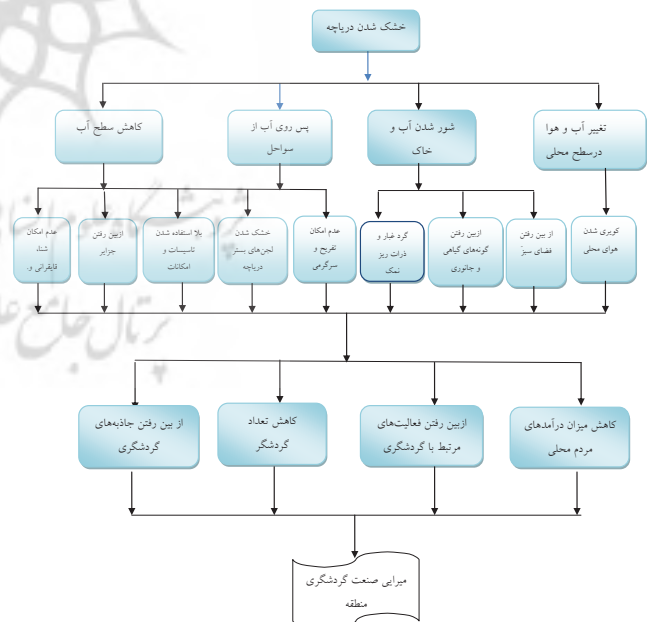 خشک شدن دریاچه
تغییر آب و هوا
درسطح محلی
شور شدن آب و
خاک
پس روی آب از
سواحل
کاهش سطح آب
کویری شدن
هوای محلی
از بین رفتن
فضای سبز
ازبین رفتن
گونه‌های گیاهی
و جانوری
گرد غبار و
ذرات ریز
نمک
عدم امکان
تفریح و
سرگرمی
خشک شدن
لجن‌های بستر
دریاچه
بلا استفاده شدن
تاسیسات و
امکانات
ازبین رفتن
جزایر
عدم امکان
شنا،
قایقرانی و.
کاهش میزان درآمدهای
مردم محلی
ازبین رفتن فعالیت‌های
مرتبط با گردشگری
کاهش تعداد
گردشگر
از بین رفتن جاذبه‌های
گردشگری
میرایی صنعت گردشگری
منطقه
پرتال جامع